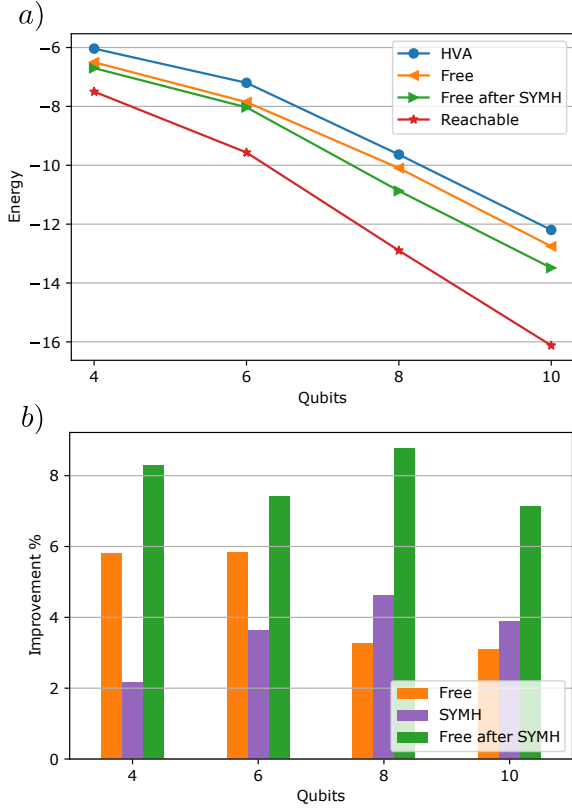 a)
−6
−8
−10
−12
−14
−16
Energy
HVA
Free
Free after SYMH
Reachable
4 6 8 10
Qubits
b)
8
6
4
2
0
Improvement %
Free
SYMH
Free after SYMH
4 6 8 10
Qubits